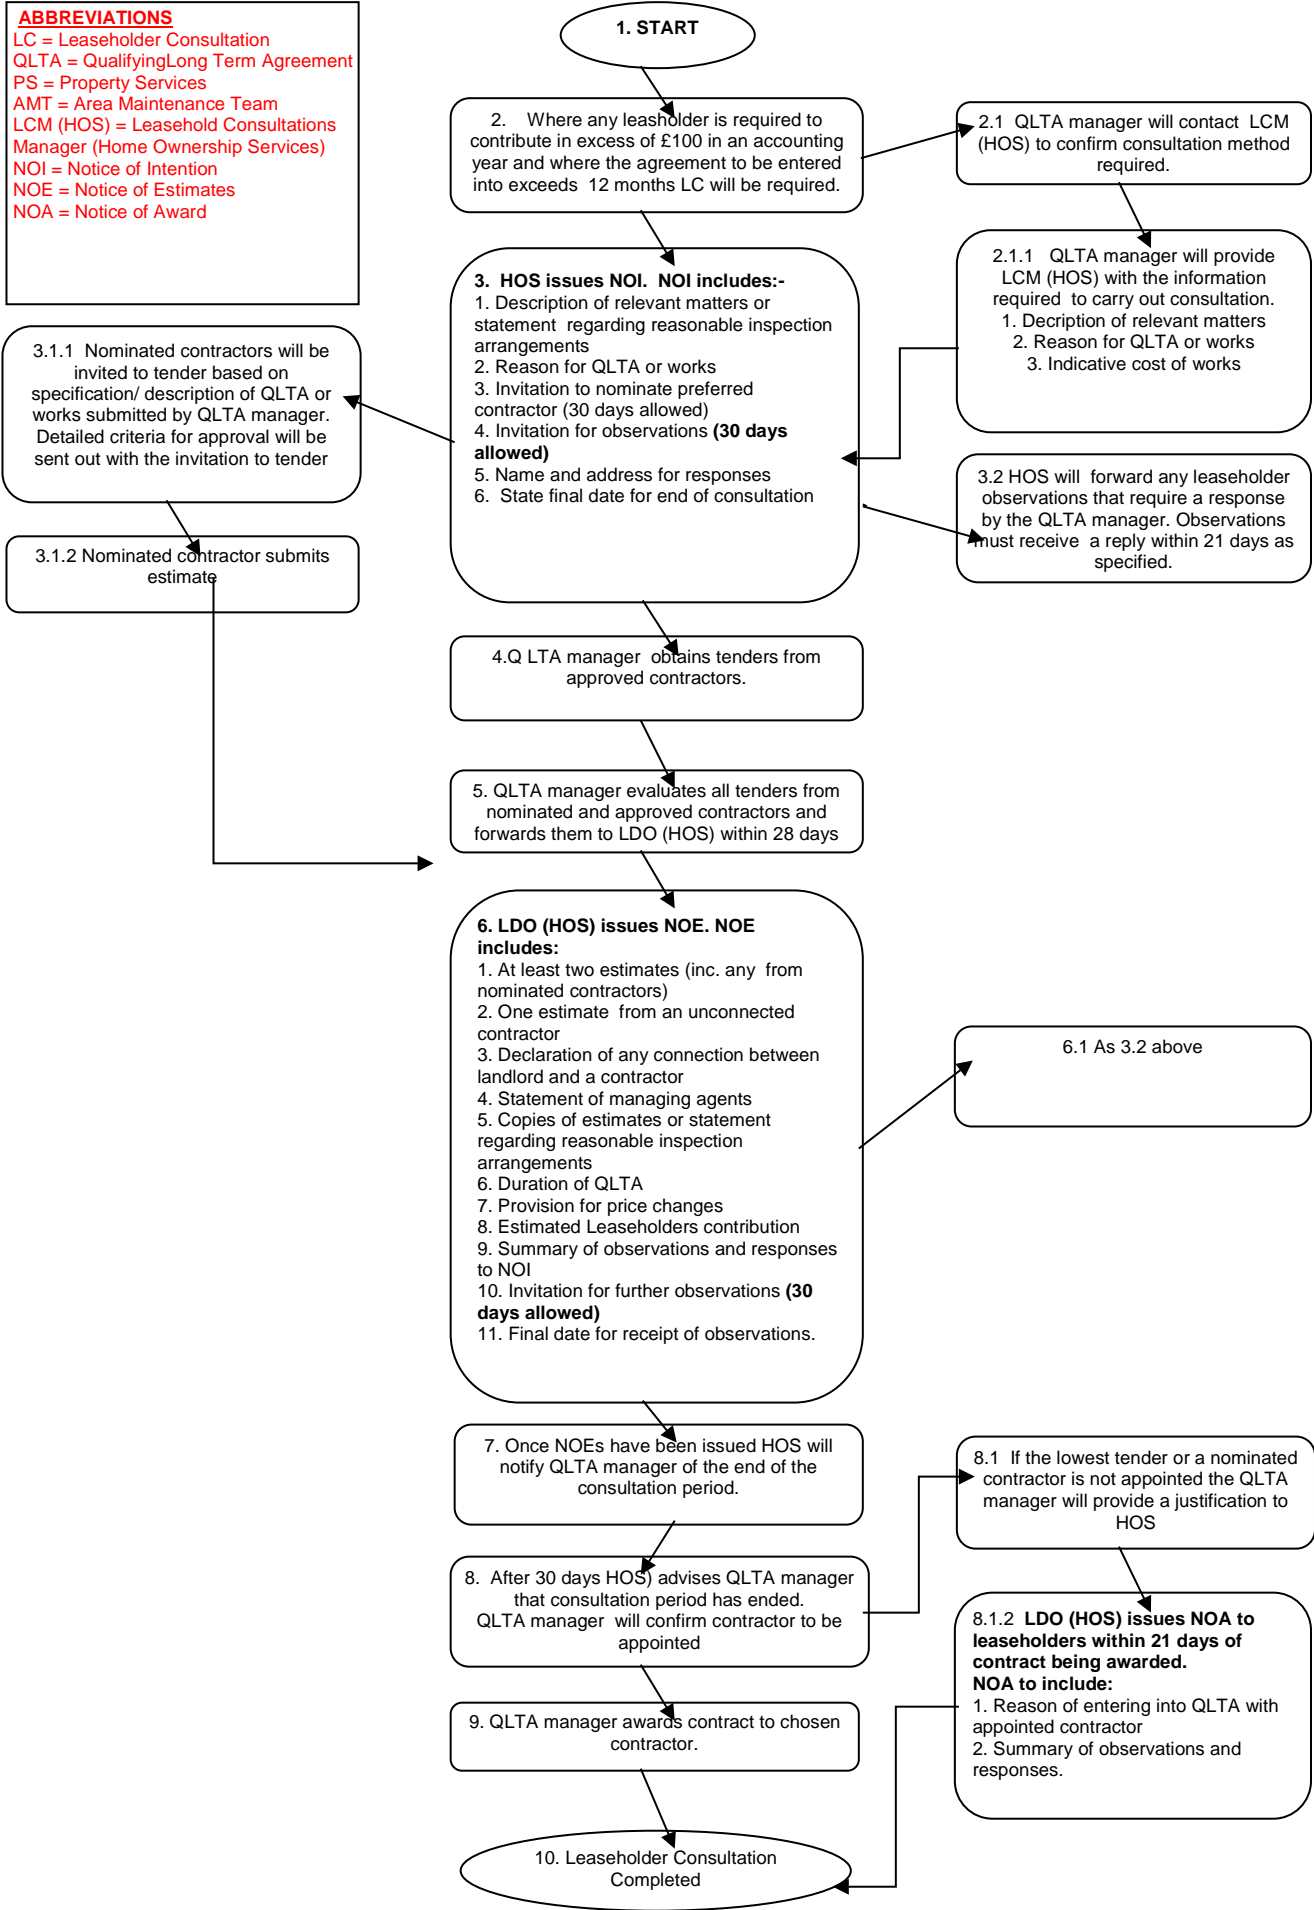 ABBREVIATIONS
LC = Leaseholder Consultation
QLTA = QualifyingLong Term Agreement
PS = Property Services
AMT = Area Maintenance Team
LCM (HOS) = Leasehold Consultations
Manager (Home Ownership Services)
NOI = Notice of Intention
NOE = Notice of Estimates
NOA = Notice of Award
1. START
2. Where any leasholder is required to
contribute in excess of £100 in an accounting
year and where the agreement to be entered
into exceeds 12 months LC will be required.
2.1 QLTA manager will contact LCM
(HOS) to confirm consultation method
required.
2.1.1 QLTA manager will provide
LCM (HOS) with the information
required to carry out consultation.
1. Decription of relevant matters
2. Reason for QLTA or works
3. Indicative cost of works
3. HOS issues NOI. NOI includes:-
1. Description of relevant matters or
statement regarding reasonable inspection
arrangements
2. Reason for QLTA or works
3. Invitation to nominate preferred
contractor (30 days allowed)
4. Invitation for observations (30 days
allowed)
5. Name and address for responses
6. State final date for end of consultation
3.1.1 Nominated contractors will be
invited to tender based on
specification/ description of QLTA or
works submitted by QLTA manager.
Detailed criteria for approval will be
sent out with the invitation to tender
3.1.2 Nominated contractor submits
estimate
3.2 HOS will forward any leaseholder
observations that require a response
by the QLTA manager. Observations
must receive a reply within 21 days as
specified.
4.Q LTA manager obtains tenders from
approved contractors.
5. QLTA manager evaluates all tenders from
nominated and approved contractors and
forwards them to LDO (HOS) within 28 days
6. LDO (HOS) issues NOE. NOE
includes:
1. At least two estimates (inc. any from
nominated contractors)
2. One estimate from an unconnected
contractor
3. Declaration of any connection between
landlord and a contractor
4. Statement of managing agents
5. Copies of estimates or statement
regarding reasonable inspection
arrangements
6. Duration of QLTA
7. Provision for price changes
8. Estimated Leaseholders contribution
9. Summary of observations and responses
to NOI
10. Invitation for further observations (30
days allowed)
11. Final date for receipt of observations.
6.1 As 3.2 above
7. Once NOEs have been issued HOS will
notify QLTA manager of the end of the
consultation period.
8. After 30 days HOS) advises QLTA manager
that consultation period has ended.
QLTA manager will confirm contractor to be
appointed
8.1 If the lowest tender or a nominated
contractor is not appointed the QLTA
manager will provide a justification to
HOS
8.1.2 LDO (HOS) issues NOA to
leaseholders within 21 days of
contract being awarded.
NOA to include:
1. Reason of entering into QLTA with
appointed contractor
2. Summary of observations and
responses.
9. QLTA manager awards contract to chosen
contractor.
10. Leaseholder Consultation
Completed